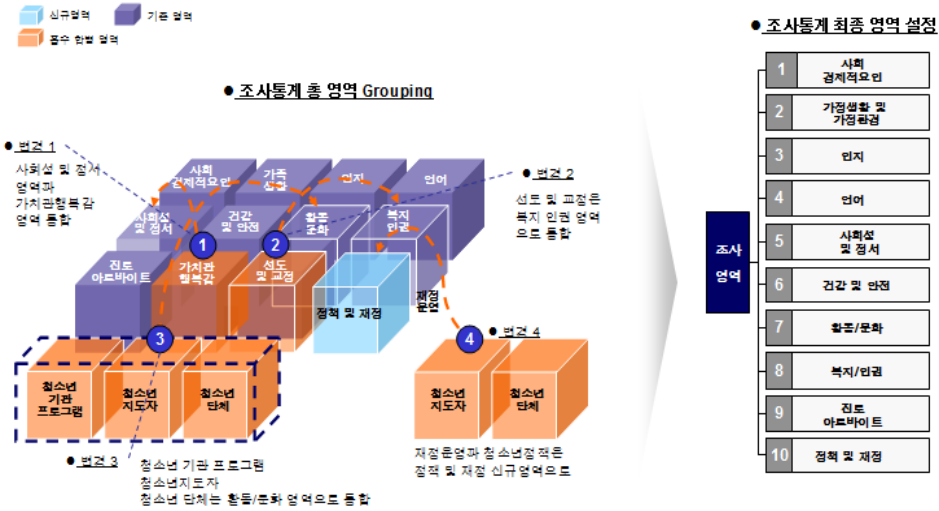 신규영역
기존 영역
흡수 합병 영역
● 조사통계 총 영역 Grouping
● 변경 1
사회성 및 정서
영역과
가치관행복감
영역 통합
● 변경 2
선도 및 교정은
복지 인권 영역
으로 통합
사회
경제적요인
가족
생활
인지
언어
사회성
및 정서
건강
및 안전
활동
문화
복지
인권
1
2
진로
아르바이트
가치관
행복감
선도
및 교정
정책 및 재정
재정
운영
3
4
● 변경 4
청소년
기관
프로그램
청소년
지도자
청소년
단체
청소년
지도자
청소년
단체
● 변경 3
청소년 기관 프로그램
청소년지도자
청소년 단체는 활동/문화 영역으로 통합
재정운영과 청소년정책은
정책 및 재정 신규영역으로
● 조사통계 최종 영역 설정
조사
영역
1 사회
경제적요인
2 가정생활 및
가정환경
3 인지
4 언어
5 사회성
및 정서
6 건강 및 안전
7 활동/문화
8 복지/인권
9 진로
아르바이트
10 정책 및 재정